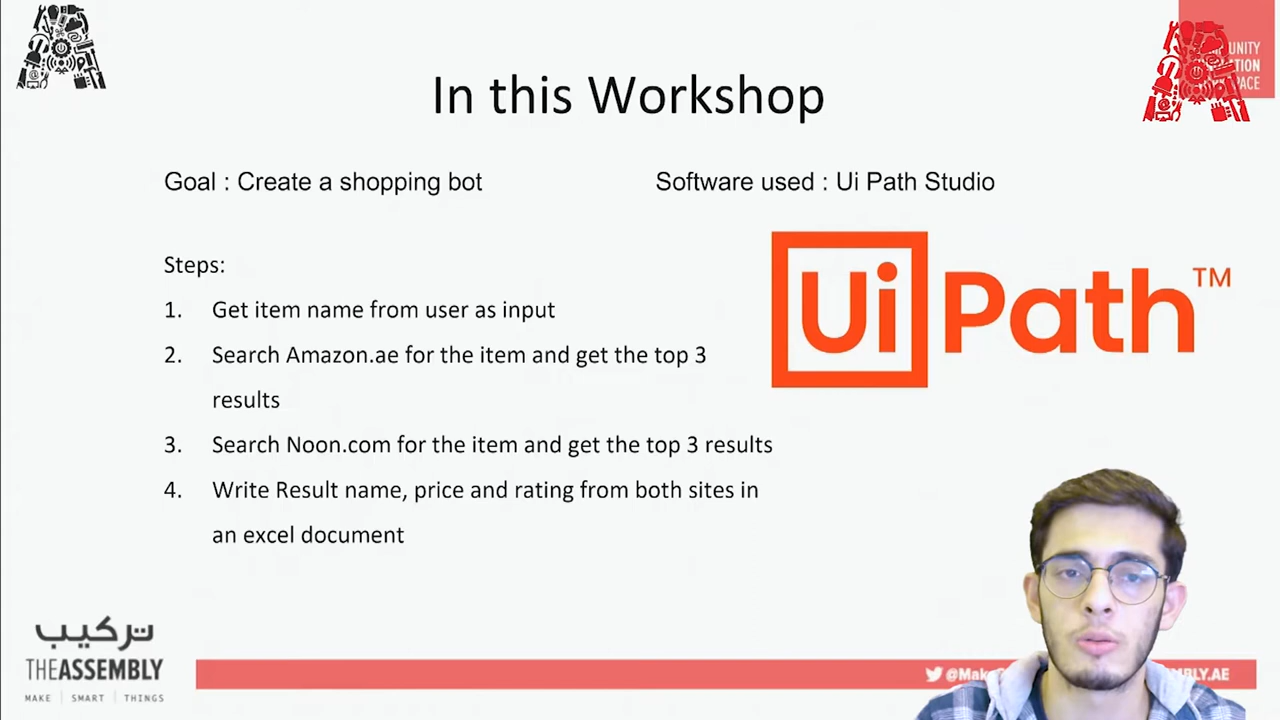 In this Workshop
Goal : Create a shopping bot
Software used : Ui Path Studio
Ui Path™
Steps:
1. Get item name from user as input
2. Search Amazon.ae for the item and get the top 3
results
3. Search Noon.com for the item and get the top 3 results
4. Write Result name, price and rating from both sites in
an excel document
تركيب
THEASSEMBLY
MAKE | SMART | THINGS